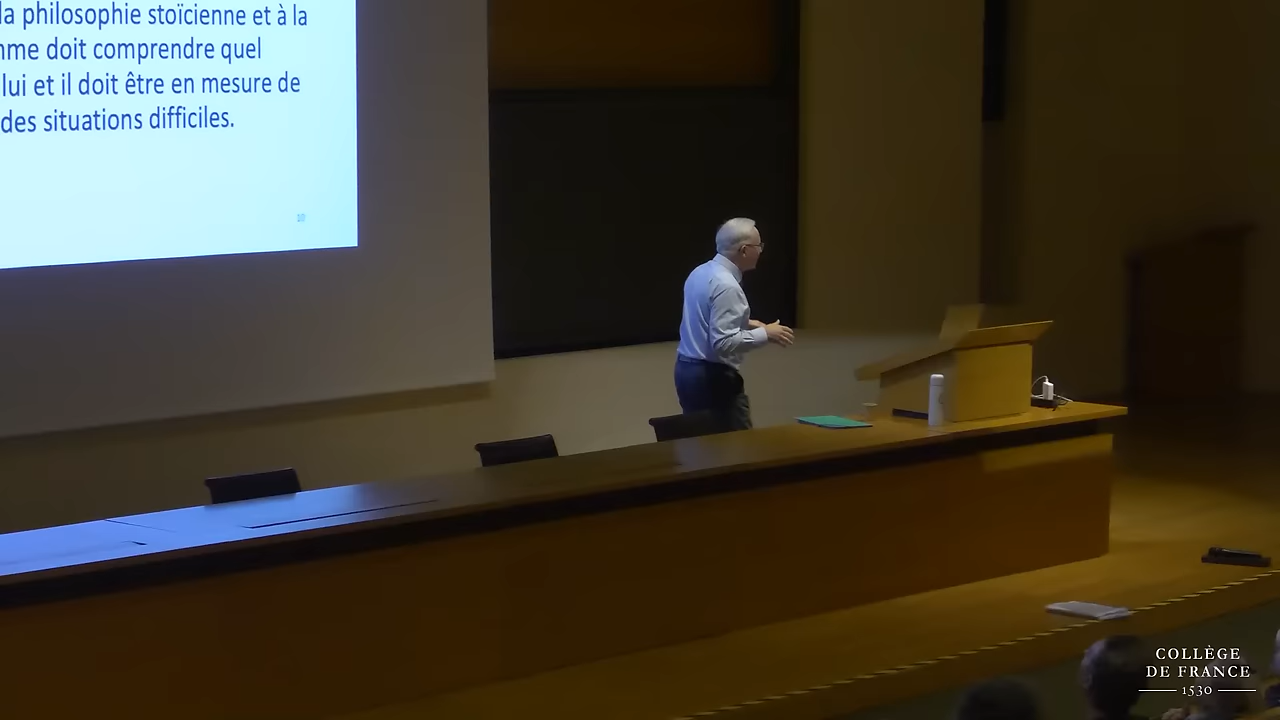 la philosophie stoïcienne et à la
mme doit comprendre quel
lui et il doit être en mesure de
des situations difficiles.
10
COLLÈGE
DE FRANCE
1530